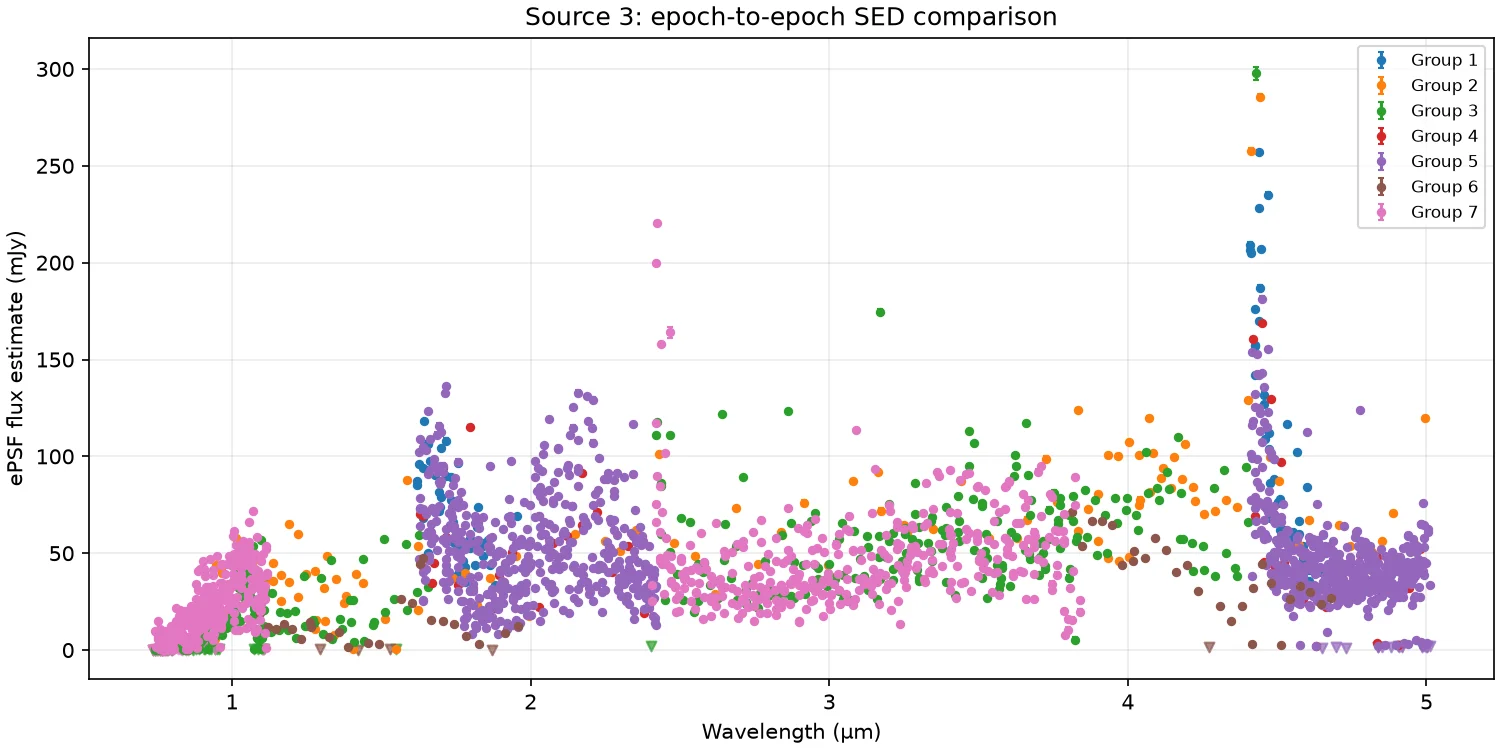 Source 3: epoch-to-epoch SED comparison
ePSF flux estimate (mJy)
300
250
200
150
100
50
0
Group 1
Group 2
Group 3
Group 4
Group 5
Group 6
Group 7
1 2 3 4 5
Wavelength (μm)